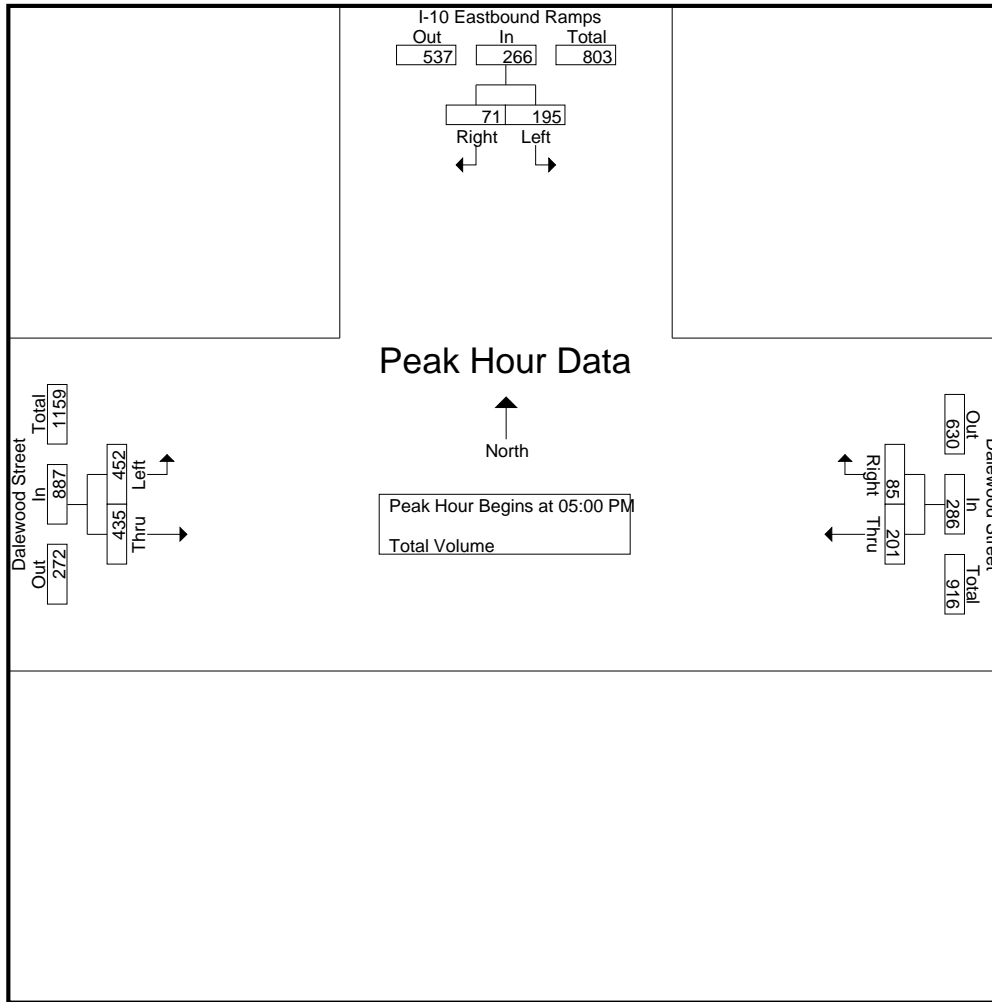 I-10 Eastbound Ramps
Out In Total
537 266 803
71 195
Right Left
Peak Hour Data
North
Peak Hour Begins at 05:00 PM
Total Volume
Dalewood Street
Out In Total
272 887 1159
435 452
Thru Left
Dalewood Street
Out In Total
630 286 916
85 201
Right Thru